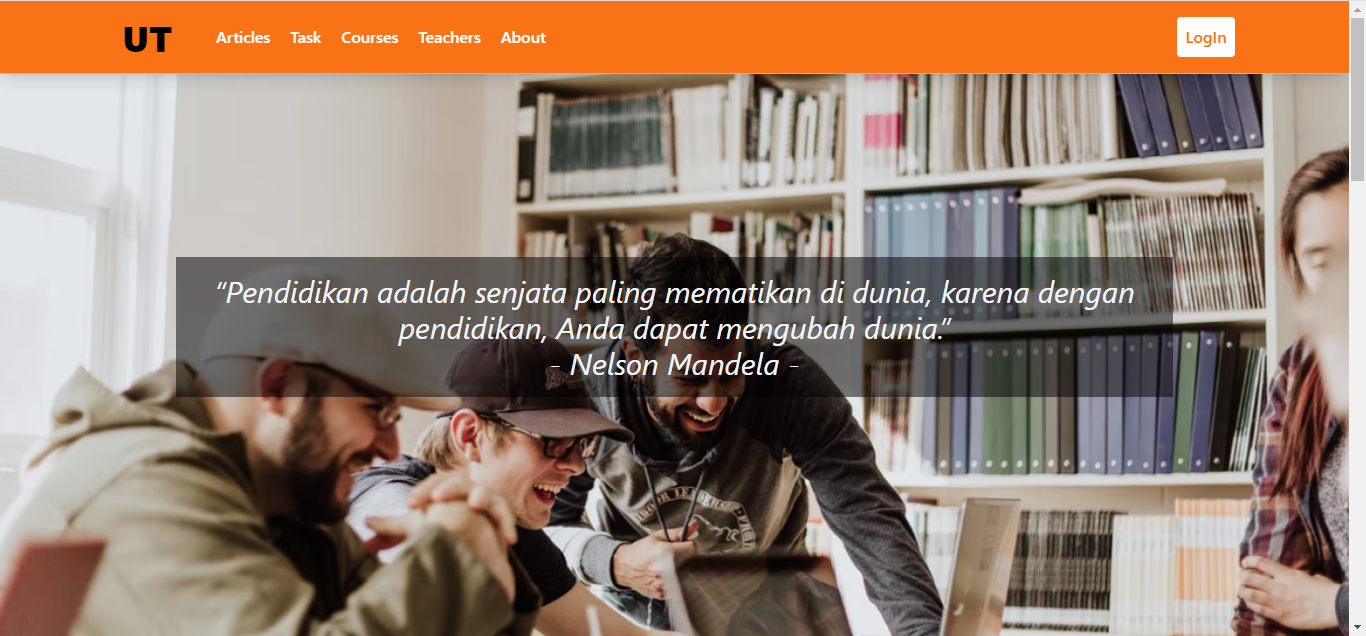 UT
Articles Task Courses Teachers About
LogIn
“Pendidikan adalah senjata paling mematikan di dunia, karena dengan
pendidikan, Anda dapat mengubah dunia.”
- Nelson Mandela -